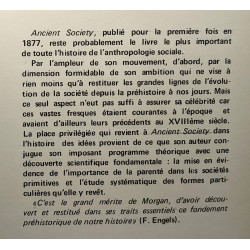 Ancient Society, publié pour la première fois en
1877, reste probablement le livre le plus important
de toute l'histoire de l'anthropologie sociale.
Par l'ampleur de son mouvement, d'abord, par la
dimension formidable de son ambition qui ne vise à
rien moins qu'à restituer les grandes lignes de l'évolu-
tion de la société depuis la préhistoire à nos jours. Mais
ce seul aspect n'eut pas suffi à assurer sa célébrité car
ces vastes fresques étaient courantes à l'époque et
avaient d'ailleurs leurs précédents au XVIIIème siècle.
La place privilégiée qui revient à Ancient Society dans
l'histoire des idées provient de ce que son auteur con-
jugue son imposant programme théorique avec une
découverte scientifique fondamentale : la mise en évi-
dence de l'importance de la parenté dans les sociétés
primitives et l'étude systématique des formes parti-
culières qu'elle y revêt.
«C'est le grand mérite de Morgan, d'avoir décou-
vert et restitué dans ses traits essentiels ce fondement
préhistorique de notre histoire» (F. Engels).